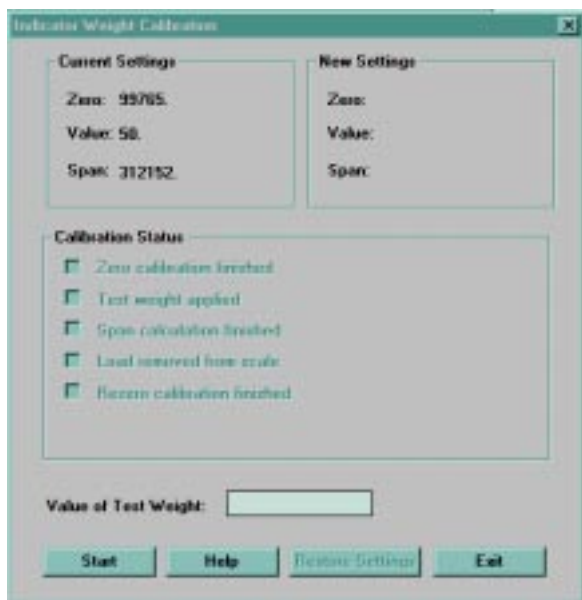 Indicator Weight Calibration
Current Settings
Zero: 99765.
Value: 50.
Span: 312152.
New Settings
Zero:
Value:
Span:
Calibration Status
Zero calibration finished
Test weight applied
Span calculation finished
Load removed from scale
Rezero calibration finished
Value of Test Weight:
Start
Help
Restore Settings
Exit